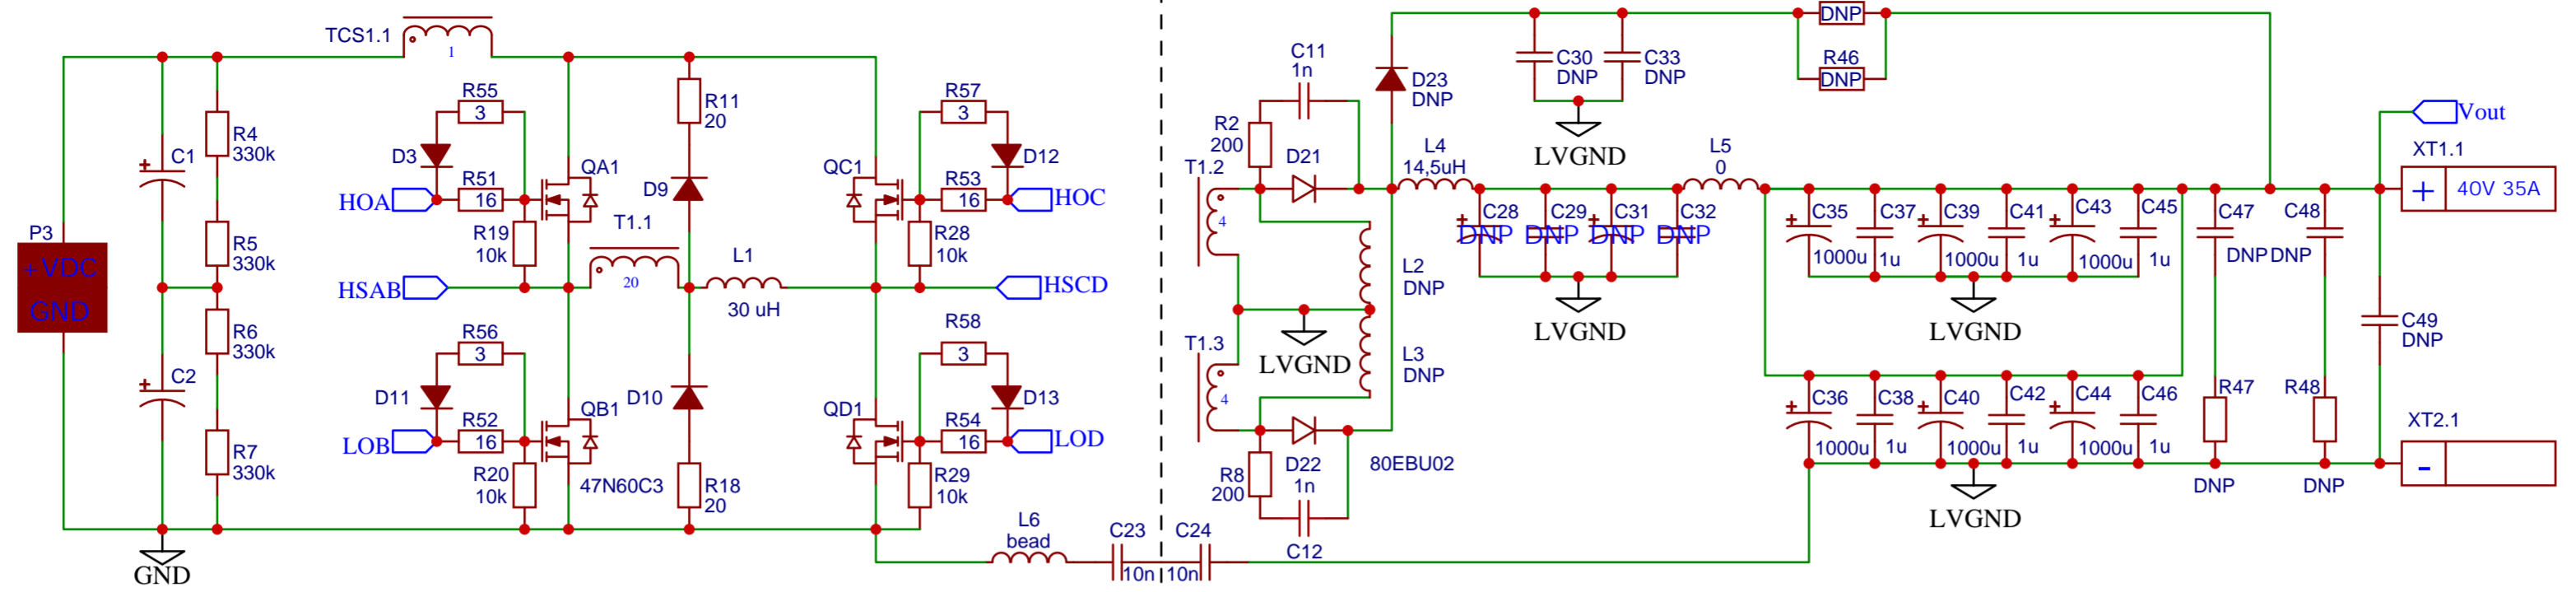 TCS1.1
1
P3
+VDC
GND
C1
C2
R4
330k
R5
330k
R6
330k
R7
330k
GND
R55
3
D3
HOA
R51
16
QA1
R19
10k
HSAB
T1.1
20
R11
20
D9
L1
30 uH
R57
3
D12
QC1
R53
16
HOC
R28
10k
HSCD
R56
3
D11
LOB
R52
16
QB1
R20
10k
47N60C3
D10
R18
20
R58
3
D13
QD1
R54
16
LOD
R29
10k
L6
bead
C23
10n
C24
10n
C11
1n
R2
200
D21
T1.2
4
T1.3
4
LVGND
L2
DNP
L3
DNP
R8
200
D22
1n
C12
80EBU02
D23
DNP
C30
DNP
C33
DNP
LVGND
DNP
R46
DNP
L4
14,5uH
C28
DNP
C29
DNP
C31
DNP
C32
DNP
LVGND
L5
0
C35
1000u
C37
1u
C39
1000u
C41
1u
C43
1000u
C45
1u
LVGND
C36
1000u
C38
1u
C40
1000u
C42
1u
C44
1000u
C46
1u
LVGND
C47
DNP
C48
DNP
R47
DNP
R48
DNP
C49
DNP
Vout
XT1.1
+ 40V 35A
XT2.1
-